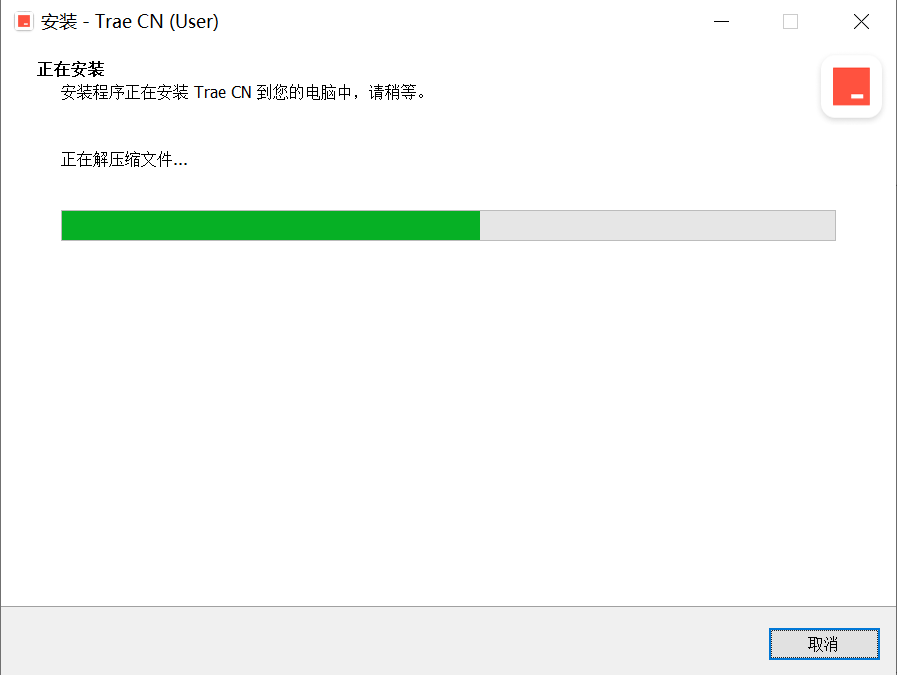 安装 - Trae CN (User)
正在安装
安装程序正在安装 Trae CN 到您的电脑中，请稍等。
正在解压缩文件...
取消